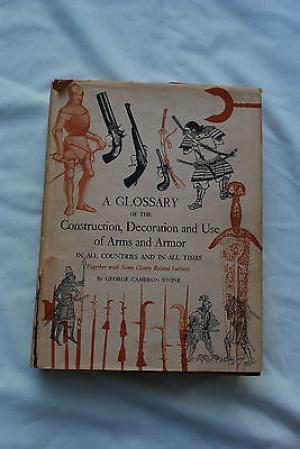 A GLOSSARY
OF THE
Construction, Decoration and Use
of Arms and Armor
IN ALL COUNTRIES AND IN ALL TIMES
Together with Some Closely Related Subjects
By GEORGE CAMERON STONE